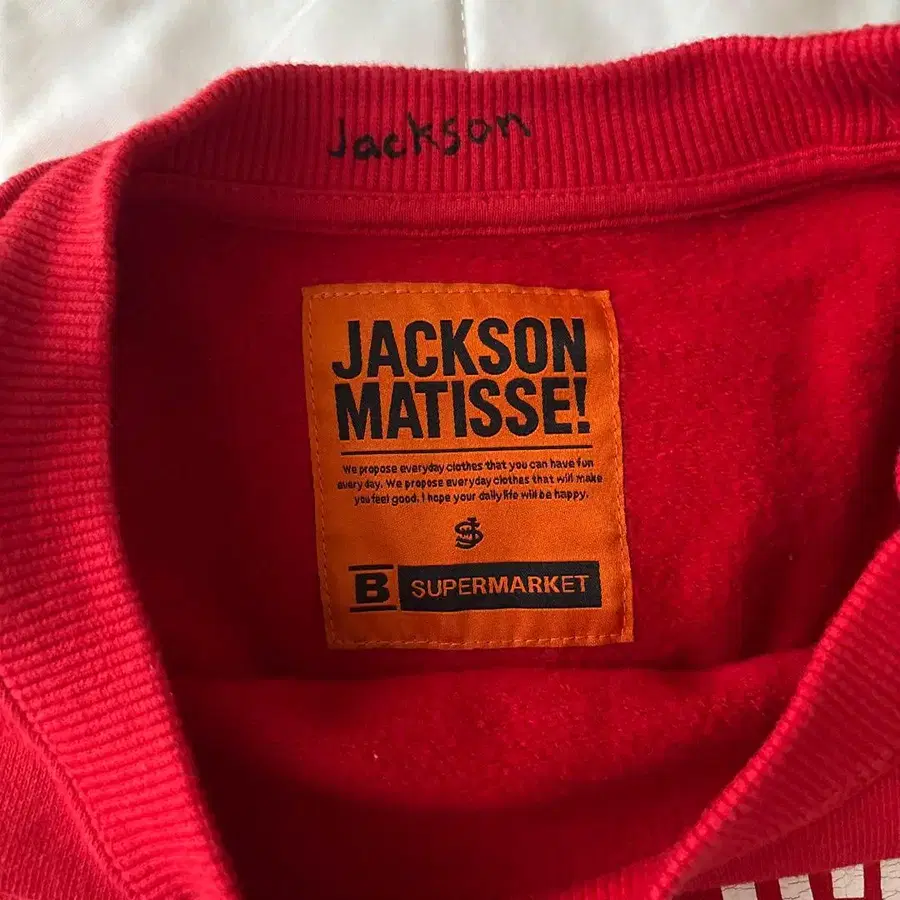 Jackson
JACKSON
MATISSE!
We propose everyday clothes that you can have fun
every day. We propose everyday clothes that will make
you feel good. I hope your daily life will be happy.
B SUPERMARKET